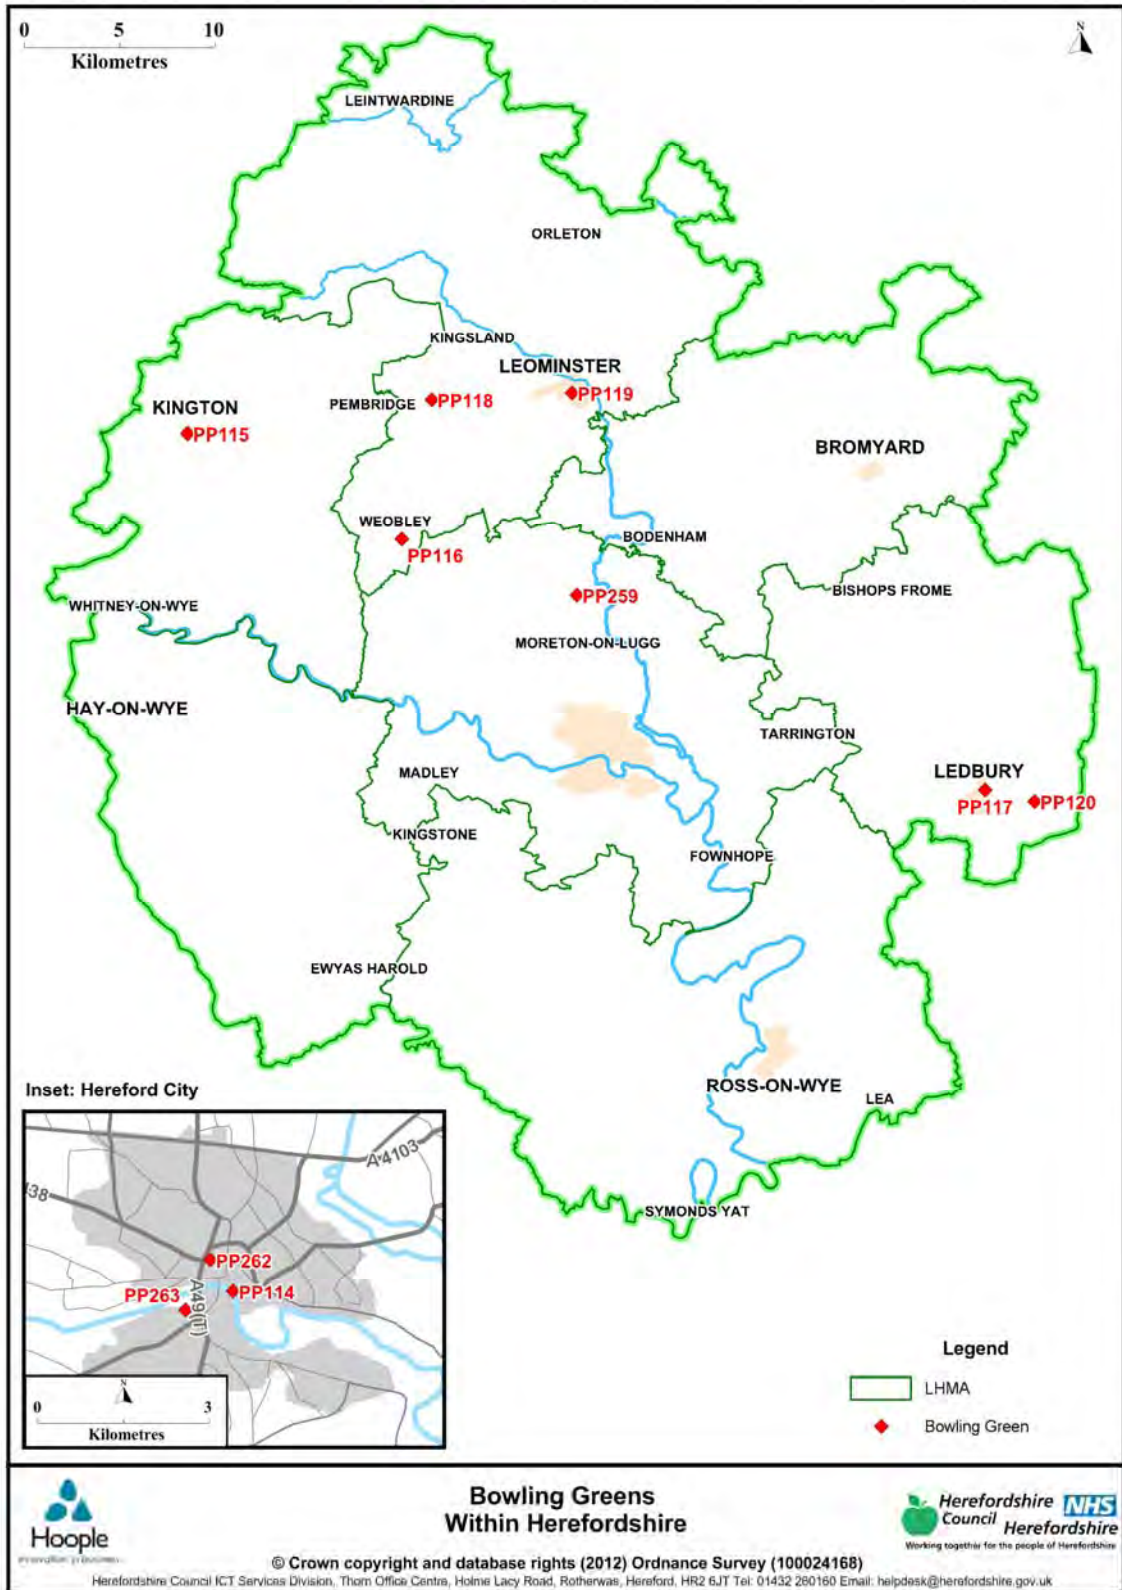 0 5 10
Kilometres
N
LEINTWARDINE
ORLETON
KINGSLAND
LEOMINSTER
PP119
PEMBRIDGE
PP118
KINGTON
PP115
BROMYARD
WEOBLEY
PP116
BODENHAM
PP259
BISHOPS FROME
WHITNEY-ON-WYE
MORETON-ON-LUGG
HAY-ON-WYE
TARRINGTON
MADLEY
LEDBURY
PP117
PP120
KINGSTONE
FOWNHOPE
EWYAS HAROLD
ROSS-ON-WYE
LEA
SYMONDS YAT
Inset: Hereford City
A4103
PP262
PP263
PP114
A49(T)
N
0 3
Kilometres
Legend
LHMA
Bowling Green
Hoople
Bowling Greens
Within Herefordshire
Herefordshire Council
NHS
Herefordshire
Working together for the people of Herefordshire
© Crown copyright and database rights (2012) Ordnance Survey (100024168)
Herefordshire Council ICT Services Division, Thorn Office Centre, Holme Lacy Road, Rotherwas, Hereford, HR2 6JT Tel: 01432 260160 Email: helpdesk@herefordshire.gov.uk